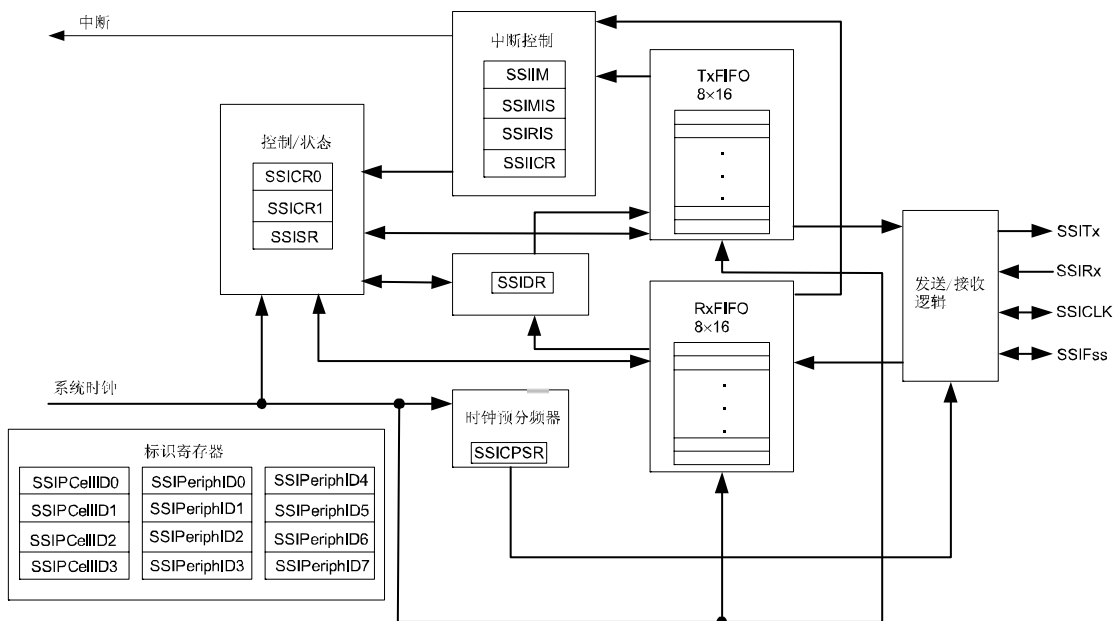 中断
中断控制
SSIIM
SSIMIS
SSIRIS
SSIICR
TxFIFO
8×16
控制/状态
SSICR0
SSICR1
SSISR
SSIDR
RxFIFO
8×16
发送/接收
逻辑
SSITx
SSIRx
SSICLK
SSIFss
系统时钟
时钟预分频器
SSICPSR
标识寄存器
SSIPCellID0
SSIPCellID1
SSIPCellID2
SSIPCellID3
SSIPeriphID0
SSIPeriphID1
SSIPeriphID2
SSIPeriphID3
SSIPeriphID4
SSIPeriphID5
SSIPeriphID6
SSIPeriphID7